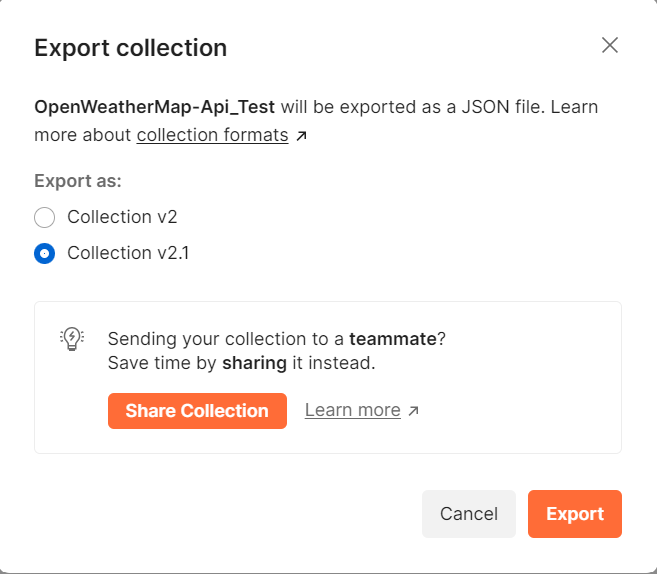 Export collection
OpenWeatherMap-Api_Test will be exported as a JSON file. Learn
more about collection formats ↗
Export as:
Collection v2
Collection v2.1
Sending your collection to a teammate?
Save time by sharing it instead.
Share Collection Learn more ↗
Cancel Export